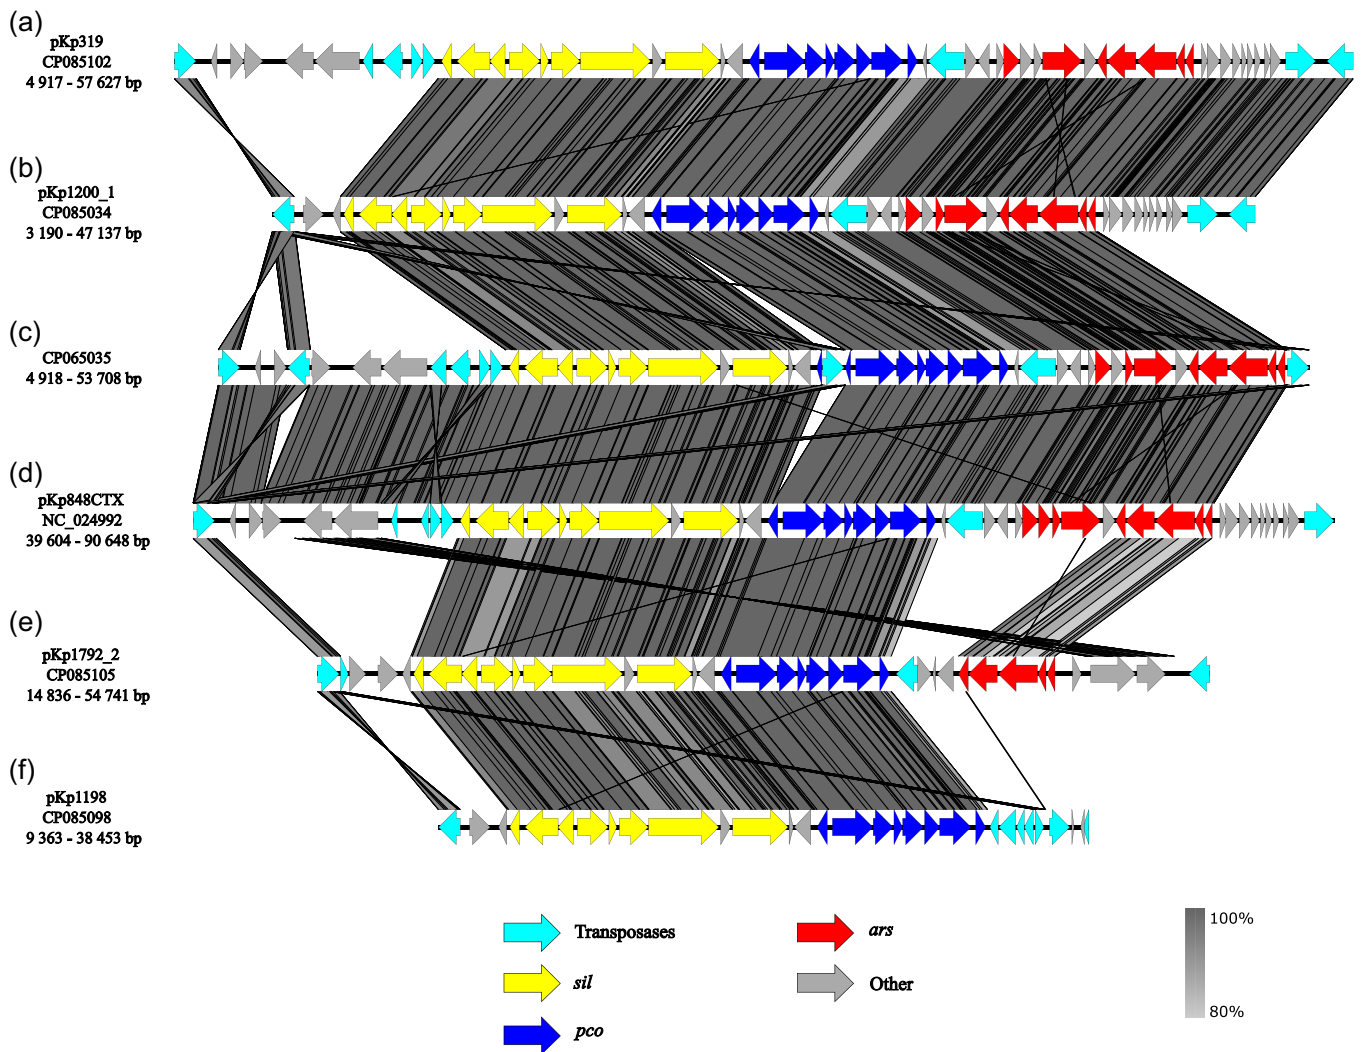 (a)
pKp319
CP085102
4 917 - 57 627 bp
(b)
pKp1200_1
CP085034
3 190 - 47 137 bp
(c)
CP065035
4 918 - 53 708 bp
(d)
pKp848CTX
NC_024992
39 604 - 90 648 bp
(e)
pKp1792_2
CP085105
14 836 - 54 741 bp
(f)
pKp1198
CP085098
9 363 - 38 453 bp
Transposases
sil
pco
ars
Other
100%
80%